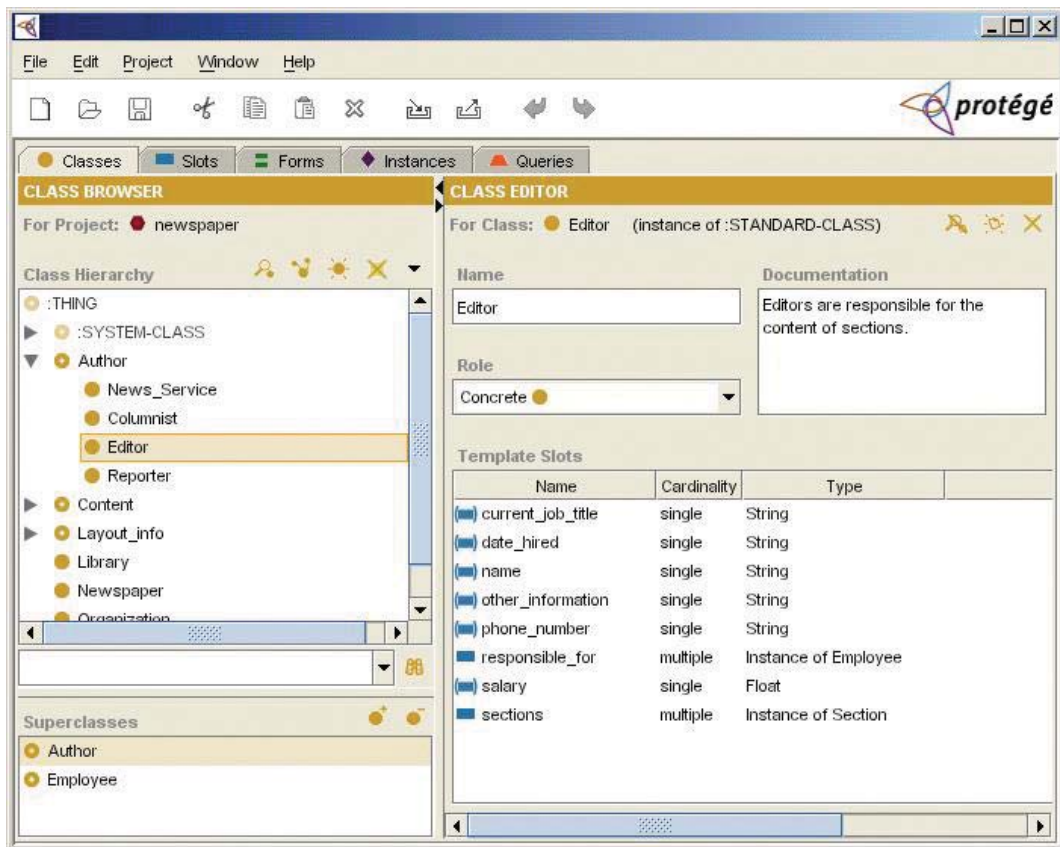 File Edit Project Window Help
protégé
Classes Slots Forms Instances Queries
CLASS BROWSER
For Project: newspaper
Class Hierarchy
:THING
:SYSTEM-CLASS
Author
News_Service
Columnist
Editor
Reporter
Content
Layout_info
Library
Newspaper
Organization
Superclasses
Author
Employee
CLASS EDITOR
For Class: Editor (instance of :STANDARD-CLASS)
Name
Editor
Documentation
Editors are responsible for the
content of sections.
Role
Concrete
Template Slots
Name Cardinality Type
current_job_title single String
date_hired single String
name single String
other_information single String
phone_number single String
responsible_for multiple Instance of Employee
salary single Float
sections multiple Instance of Section